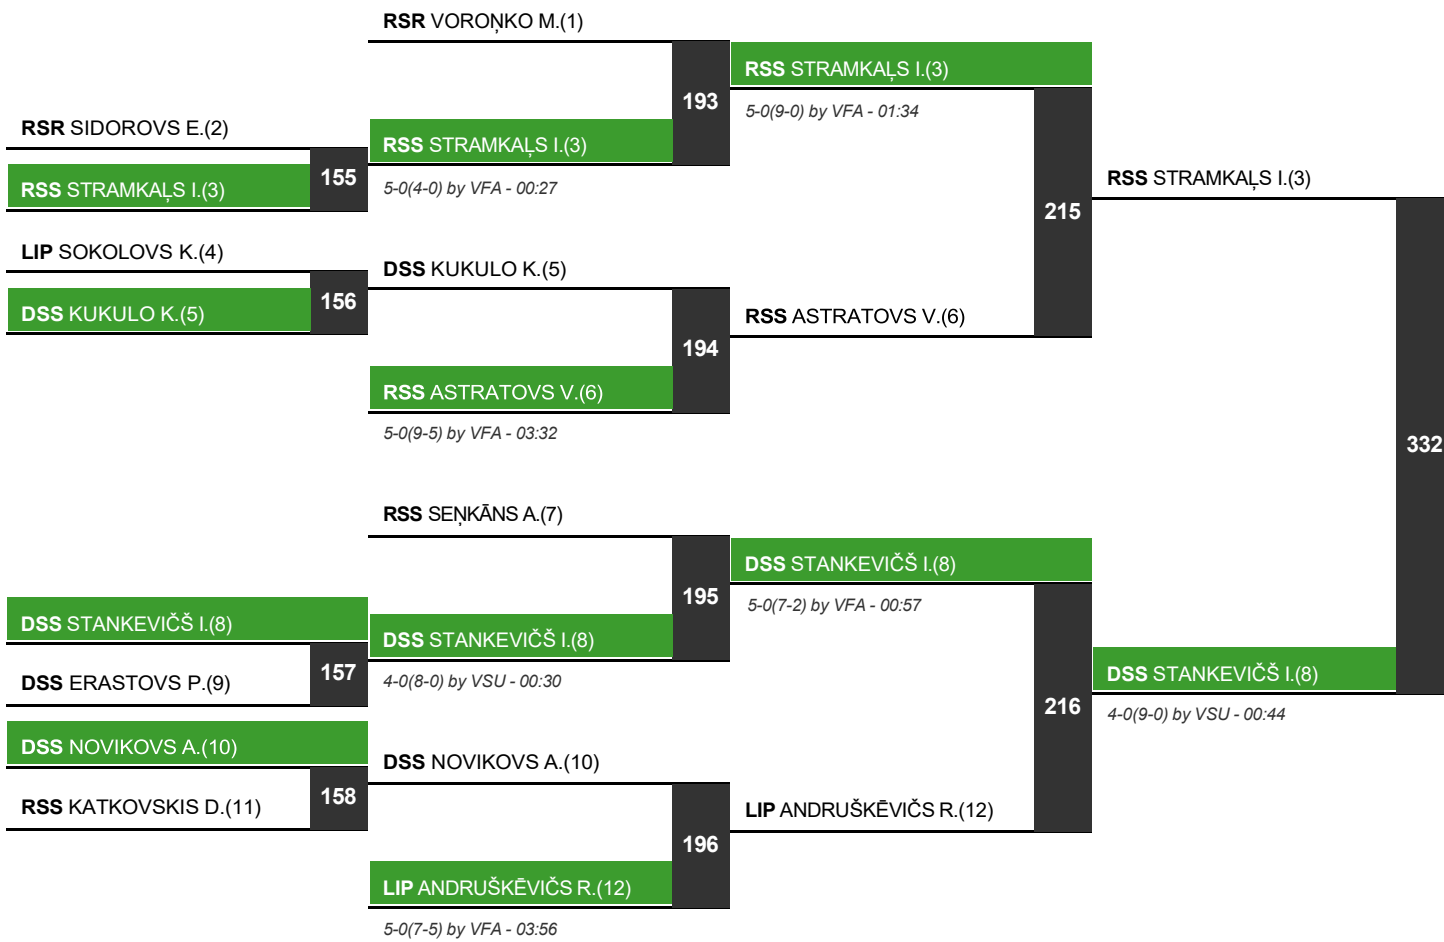 RSR VOROŅKO M.(1)
193
RSS STRAMKAĻS I.(3)
5-0(9-0) by VFA - 01:34
RSR SIDOROVS E.(2)
155
RSS STRAMKAĻS I.(3)
RSS STRAMKAĻS I.(3)
5-0(4-0) by VFA - 00:27
215
RSS STRAMKAĻS I.(3)
LIP SOKOLOVS K.(4)
156
DSS KUKULO K.(5)
DSS KUKULO K.(5)
194
RSS ASTRATOVS V.(6)
RSS ASTRATOVS V.(6)
5-0(9-5) by VFA - 03:32
332
RSS SEŅKĀNS A.(7)
195
DSS STANKEVIČŠ I.(8)
5-0(7-2) by VFA - 00:57
DSS STANKEVIČŠ I.(8)
157
DSS ERASTOVS P.(9)
DSS STANKEVIČŠ I.(8)
4-0(8-0) by VSU - 00:30
216
DSS STANKEVIČŠ I.(8)
4-0(9-0) by VSU - 00:44
DSS NOVIKOVS A.(10)
158
RSS KATKOVSKIS D.(11)
DSS NOVIKOVS A.(10)
196
LIP ANDRUŠKĒVIČS R.(12)
LIP ANDRUŠKĒVIČS R.(12)
5-0(7-5) by VFA - 03:56